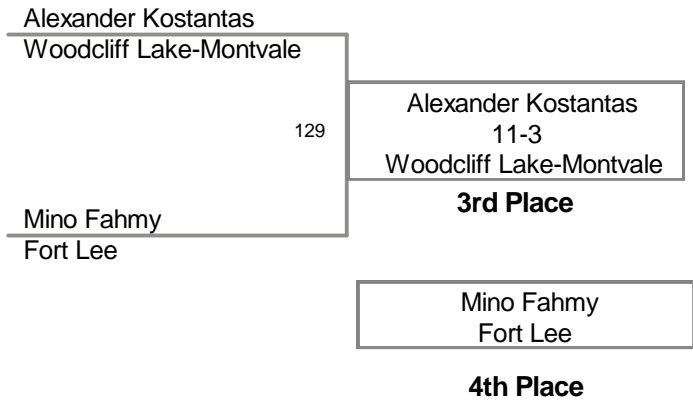 Alexander Kostantas
Woodcliff Lake-Montvale
129
Alexander Kostantas
11-3
Woodcliff Lake-Montvale
3rd Place
Mino Fahmy
Fort Lee
Mino Fahmy
Fort Lee
4th Place